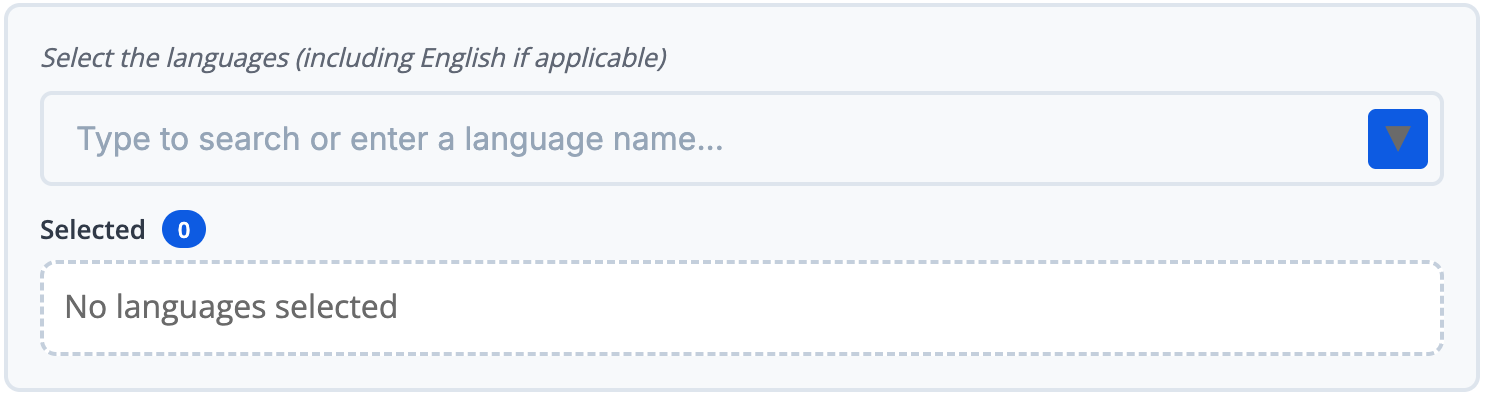 Select the languages (including English if applicable)
Type to search or enter a language name...
Selected 0
No languages selected